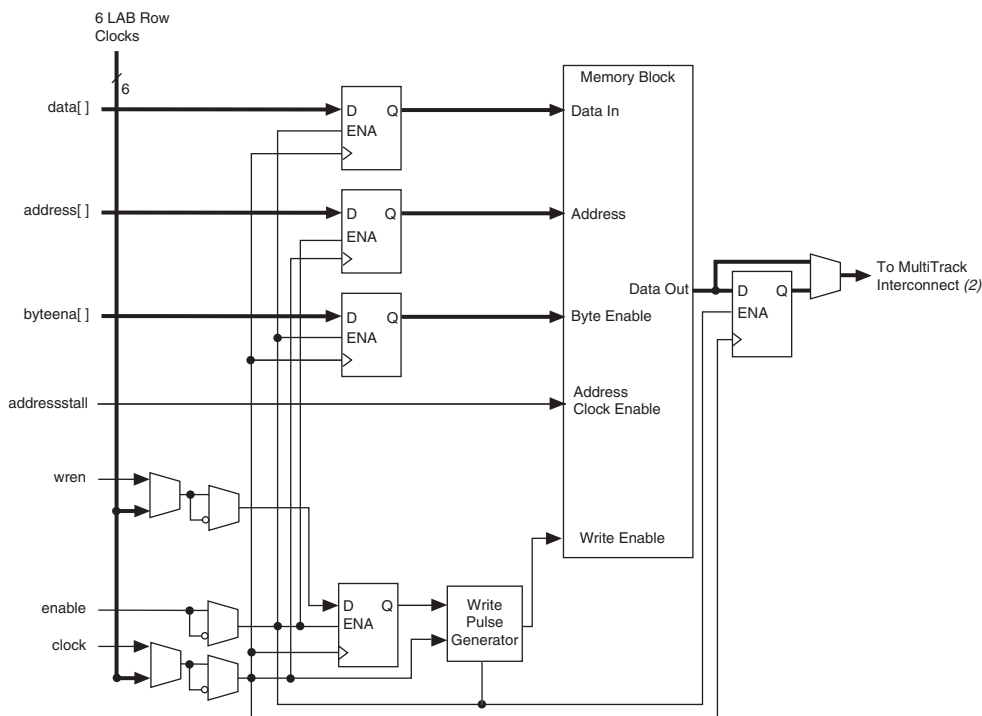 6 LAB Row
Clocks
6
data[ ]
D Q
ENA
Memory Block
Data In
address[ ]
D Q
ENA
Address
byteena[ ]
D Q
ENA
Byte Enable
Data Out
D Q
ENA
To MultiTrack
Interconnect (2)
addressstall
Address
Clock Enable
wren
Write Enable
enable
D Q
ENA
Write
Pulse
Generator
clock